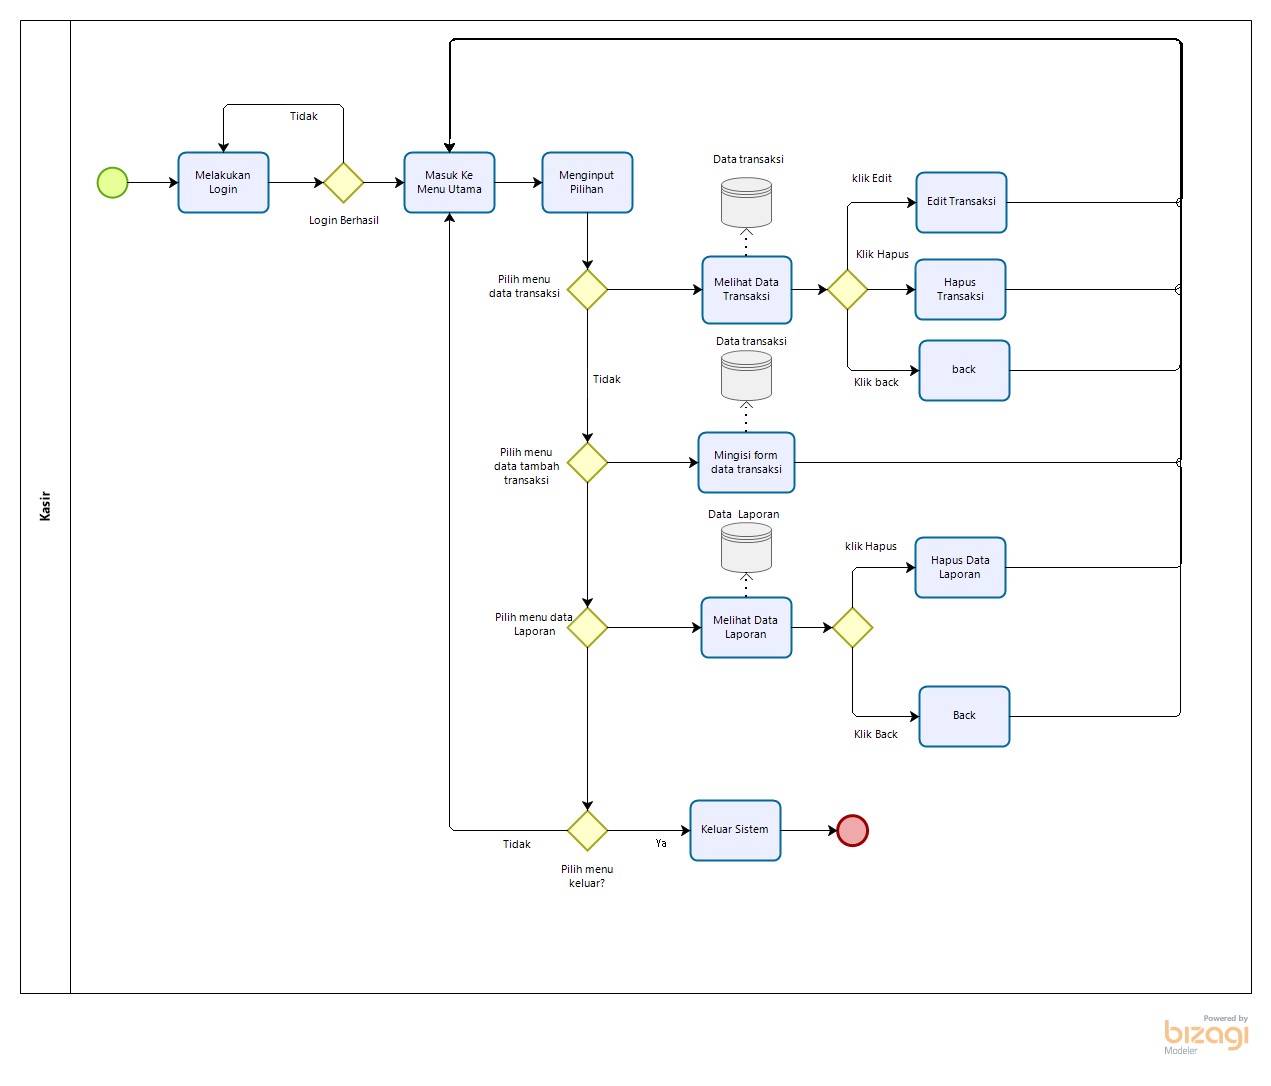 Kasir
Tidak
Melakukan
Login
Login Berhasil
Masuk Ke
Menu Utama
Menginput
Pilihan
Data transaksi
klik Edit
Edit Transaksi
Pilih menu
data transaksi
Melihat Data
Transaksi
Klik Hapus
Hapus
Transaksi
Klik back
back
Tidak
Data transaksi
Pilih menu
data tambah
transaksi
Mingisi form
data transaksi
Data Laporan
Pilih menu data
Laporan
Melihat Data
Laporan
klik Hapus
Hapus Data
Laporan
Klik Back
Back
Tidak
Pilih menu
keluar?
Ya
Keluar Sistem
Powered by
bizagi
Modeler